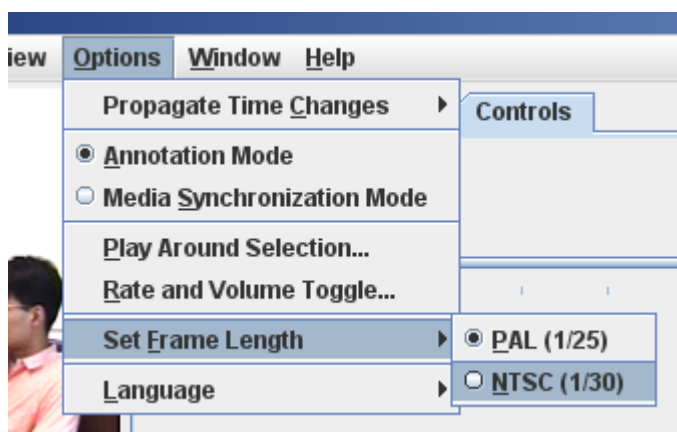 iew Options Window Help
Propagate Time Changes
Controls
Annotation Mode
Media Synchronization Mode
Play Around Selection...
Rate and Volume Toggle...
Set Frame Length
PAL (1/25)
NTSC (1/30)
Language